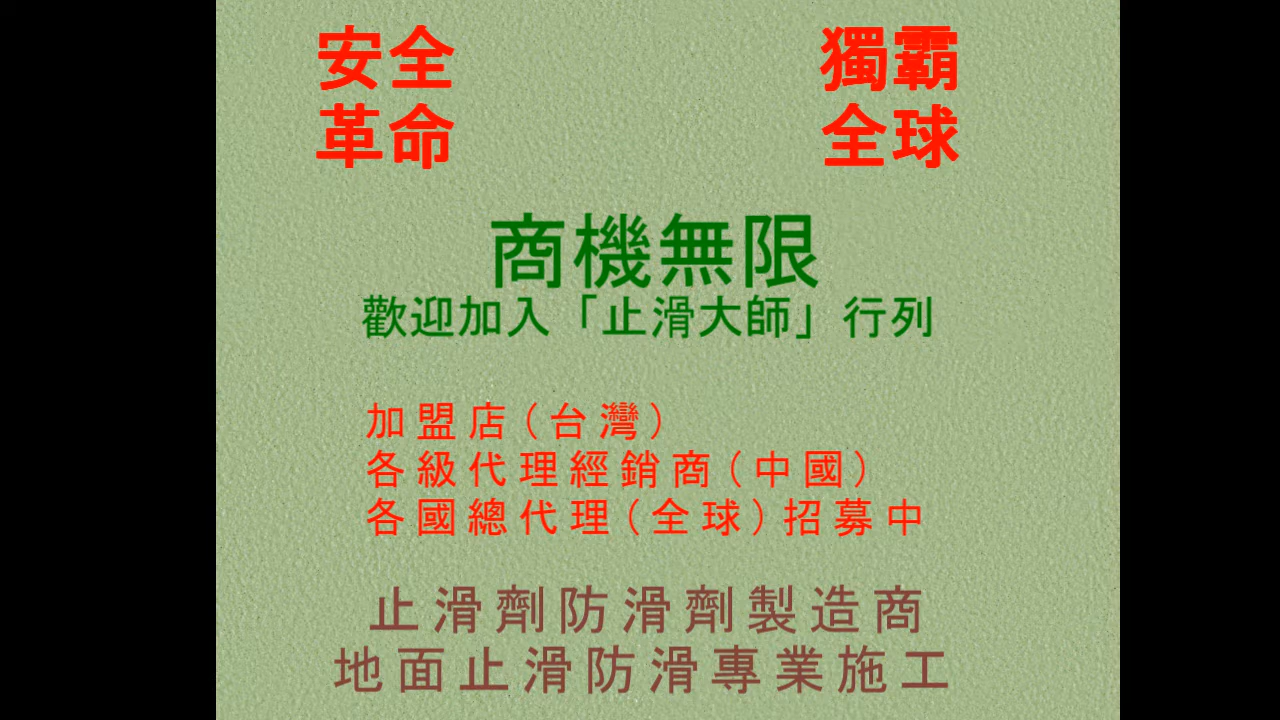 安全 獨霸
革命 全球
商機無限
歡迎加入「止滑大師」行列
加盟店(台灣)
各級代理經銷商(中國)
各國總代理(全球)招募中
止滑劑防滑劑製造商
地面止滑防滑專業施工